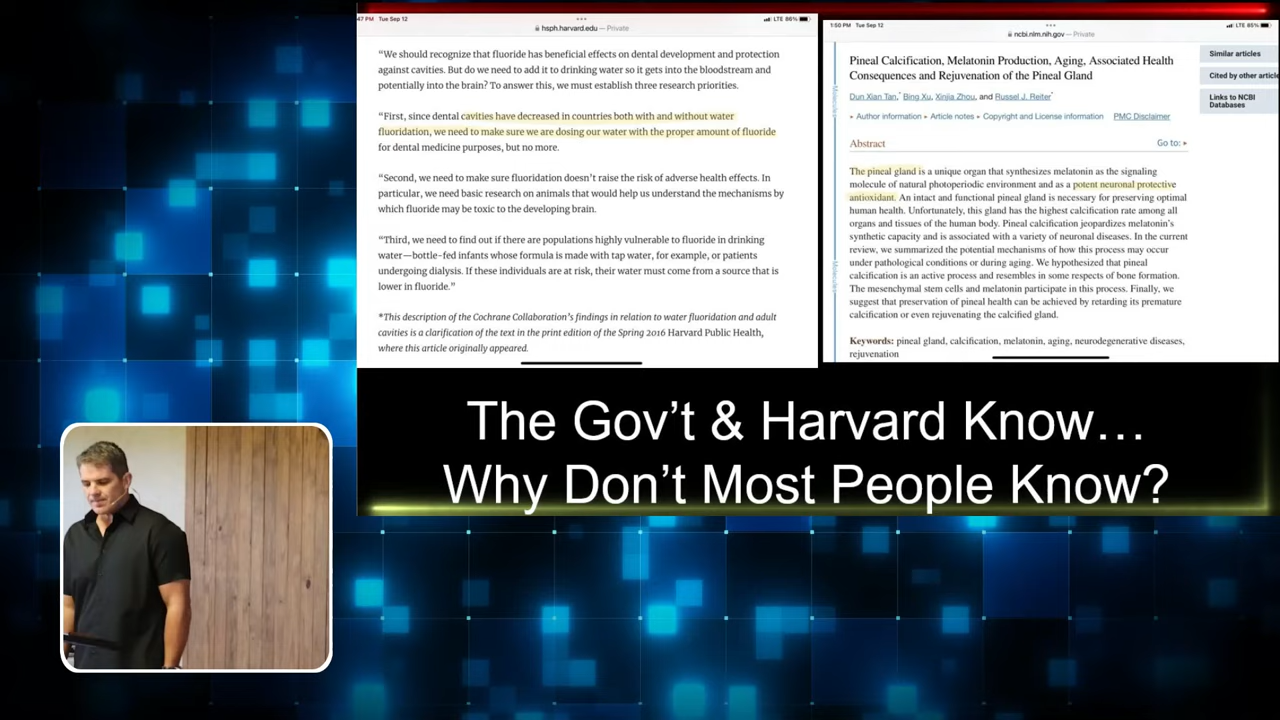 47 PM Tue Sep 12
LTE 86%
hsph.harvard.edu — Private
“We should recognize that fluoride has beneficial effects on dental development and protection
against cavities. But do we need to add it to drinking water so it gets into the bloodstream and
potentially into the brain? To answer this, we must establish three research priorities.
“First, since dental cavities have decreased in countries both with and without water
fluoridation, we need to make sure we are dosing our water with the proper amount of fluoride
for dental medicine purposes, but no more.
“Second, we need to make sure fluoridation doesn’t raise the risk of adverse health effects. In
particular, we need basic research on animals that would help us understand the mechanisms by
which fluoride may be toxic to the developing brain.
“Third, we need to find out if there are populations highly vulnerable to fluoride in drinking
water—bottle-fed infants whose formula is made with tap water, for example, or patients
undergoing dialysis. If these individuals are at risk, their water must come from a source that is
lower in fluoride.”
*This description of the Cochrane Collaboration’s findings in relation to water fluoridation and adult
cavities is a clarification of the text in the print edition of the Spring 2016 Harvard Public Health,
where this article originally appeared.
1:50 PM Tue Sep 12
LTE 85%
ncbi.nlm.nih.gov — Private
Pineal Calcification, Melatonin Production, Aging, Associated Health
Consequences and Rejuvenation of the Pineal Gland
Dun Xian Tan,* Bing Xu, Xinjia Zhou, and Russel J. Reiter*
▸ Author information ▸ Article notes ▸ Copyright and License information PMC Disclaimer
Abstract
Go to: ▸
The pineal gland is a unique organ that synthesizes melatonin as the signaling
molecule of natural photoperiodic environment and as a potent neuronal protective
antioxidant. An intact and functional pineal gland is necessary for preserving optimal
human health. Unfortunately, this gland has the highest calcification rate among all
organs and tissues of the human body. Pineal calcification jeopardizes melatonin’s
synthetic capacity and is associated with a variety of neuronal diseases. In the current
review, we summarized the potential mechanisms of how this process may occur
under pathological conditions or during aging. We hypothesized that pineal
calcification is an active process and resembles in some respects of bone formation.
The mesenchymal stem cells and melatonin participate in this process. Finally, we
suggest that preservation of pineal health can be achieved by retarding its premature
calcification or even rejuvenating the calcified gland.
Keywords: pineal gland, calcification, melatonin, aging, neurodegenerative diseases,
rejuvenation
Similar articles
Cited by other article
Links to NCBI
Databases
The Gov’t & Harvard Know…
Why Don’t Most People Know?